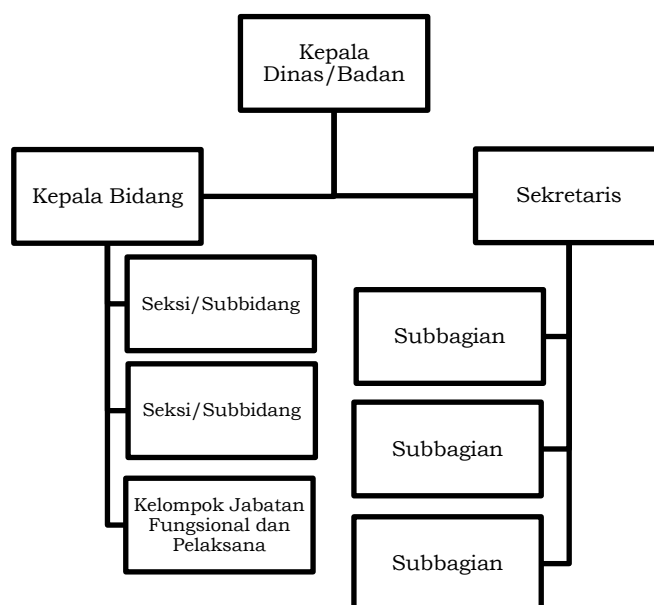 Kepala
Dinas/Badan
Kepala Bidang
Sekretaris
Seksi/Subbidang
Seksi/Subbidang
Kelompok Jabatan
Fungsional dan
Pelaksana
Subbagian
Subbagian
Subbagian